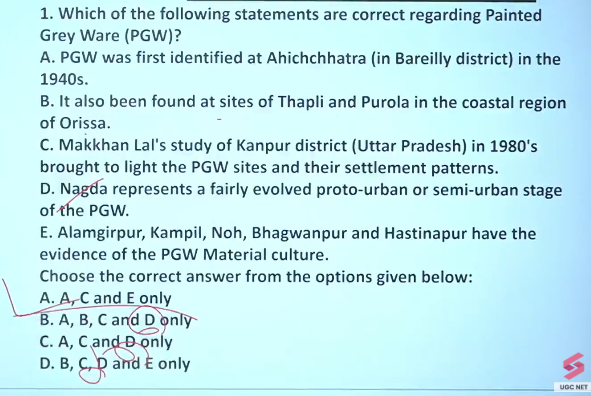 1. Which of the following statements are correct regarding Painted
Grey Ware (PGW)?
A. PGW was first identified at Ahichchhatra (in Bareilly district) in the
1940s.
B. It also been found at sites of Thapli and Purola in the coastal region
of Orissa.
C. Makkhan Lal's study of Kanpur district (Uttar Pradesh) in 1980's
brought to light the PGW sites and their settlement patterns.
D. Nagda represents a fairly evolved proto-urban or semi-urban stage
of the PGW.
E. Alamgirpur, Kampil, Noh, Bhagwanpur and Hastinapur have the
evidence of the PGW Material culture.
Choose the correct answer from the options given below:
A. A, C and E only
B. A, B, C and D only
C. A, C and D only
D. B, C, D and E only
UGC NET